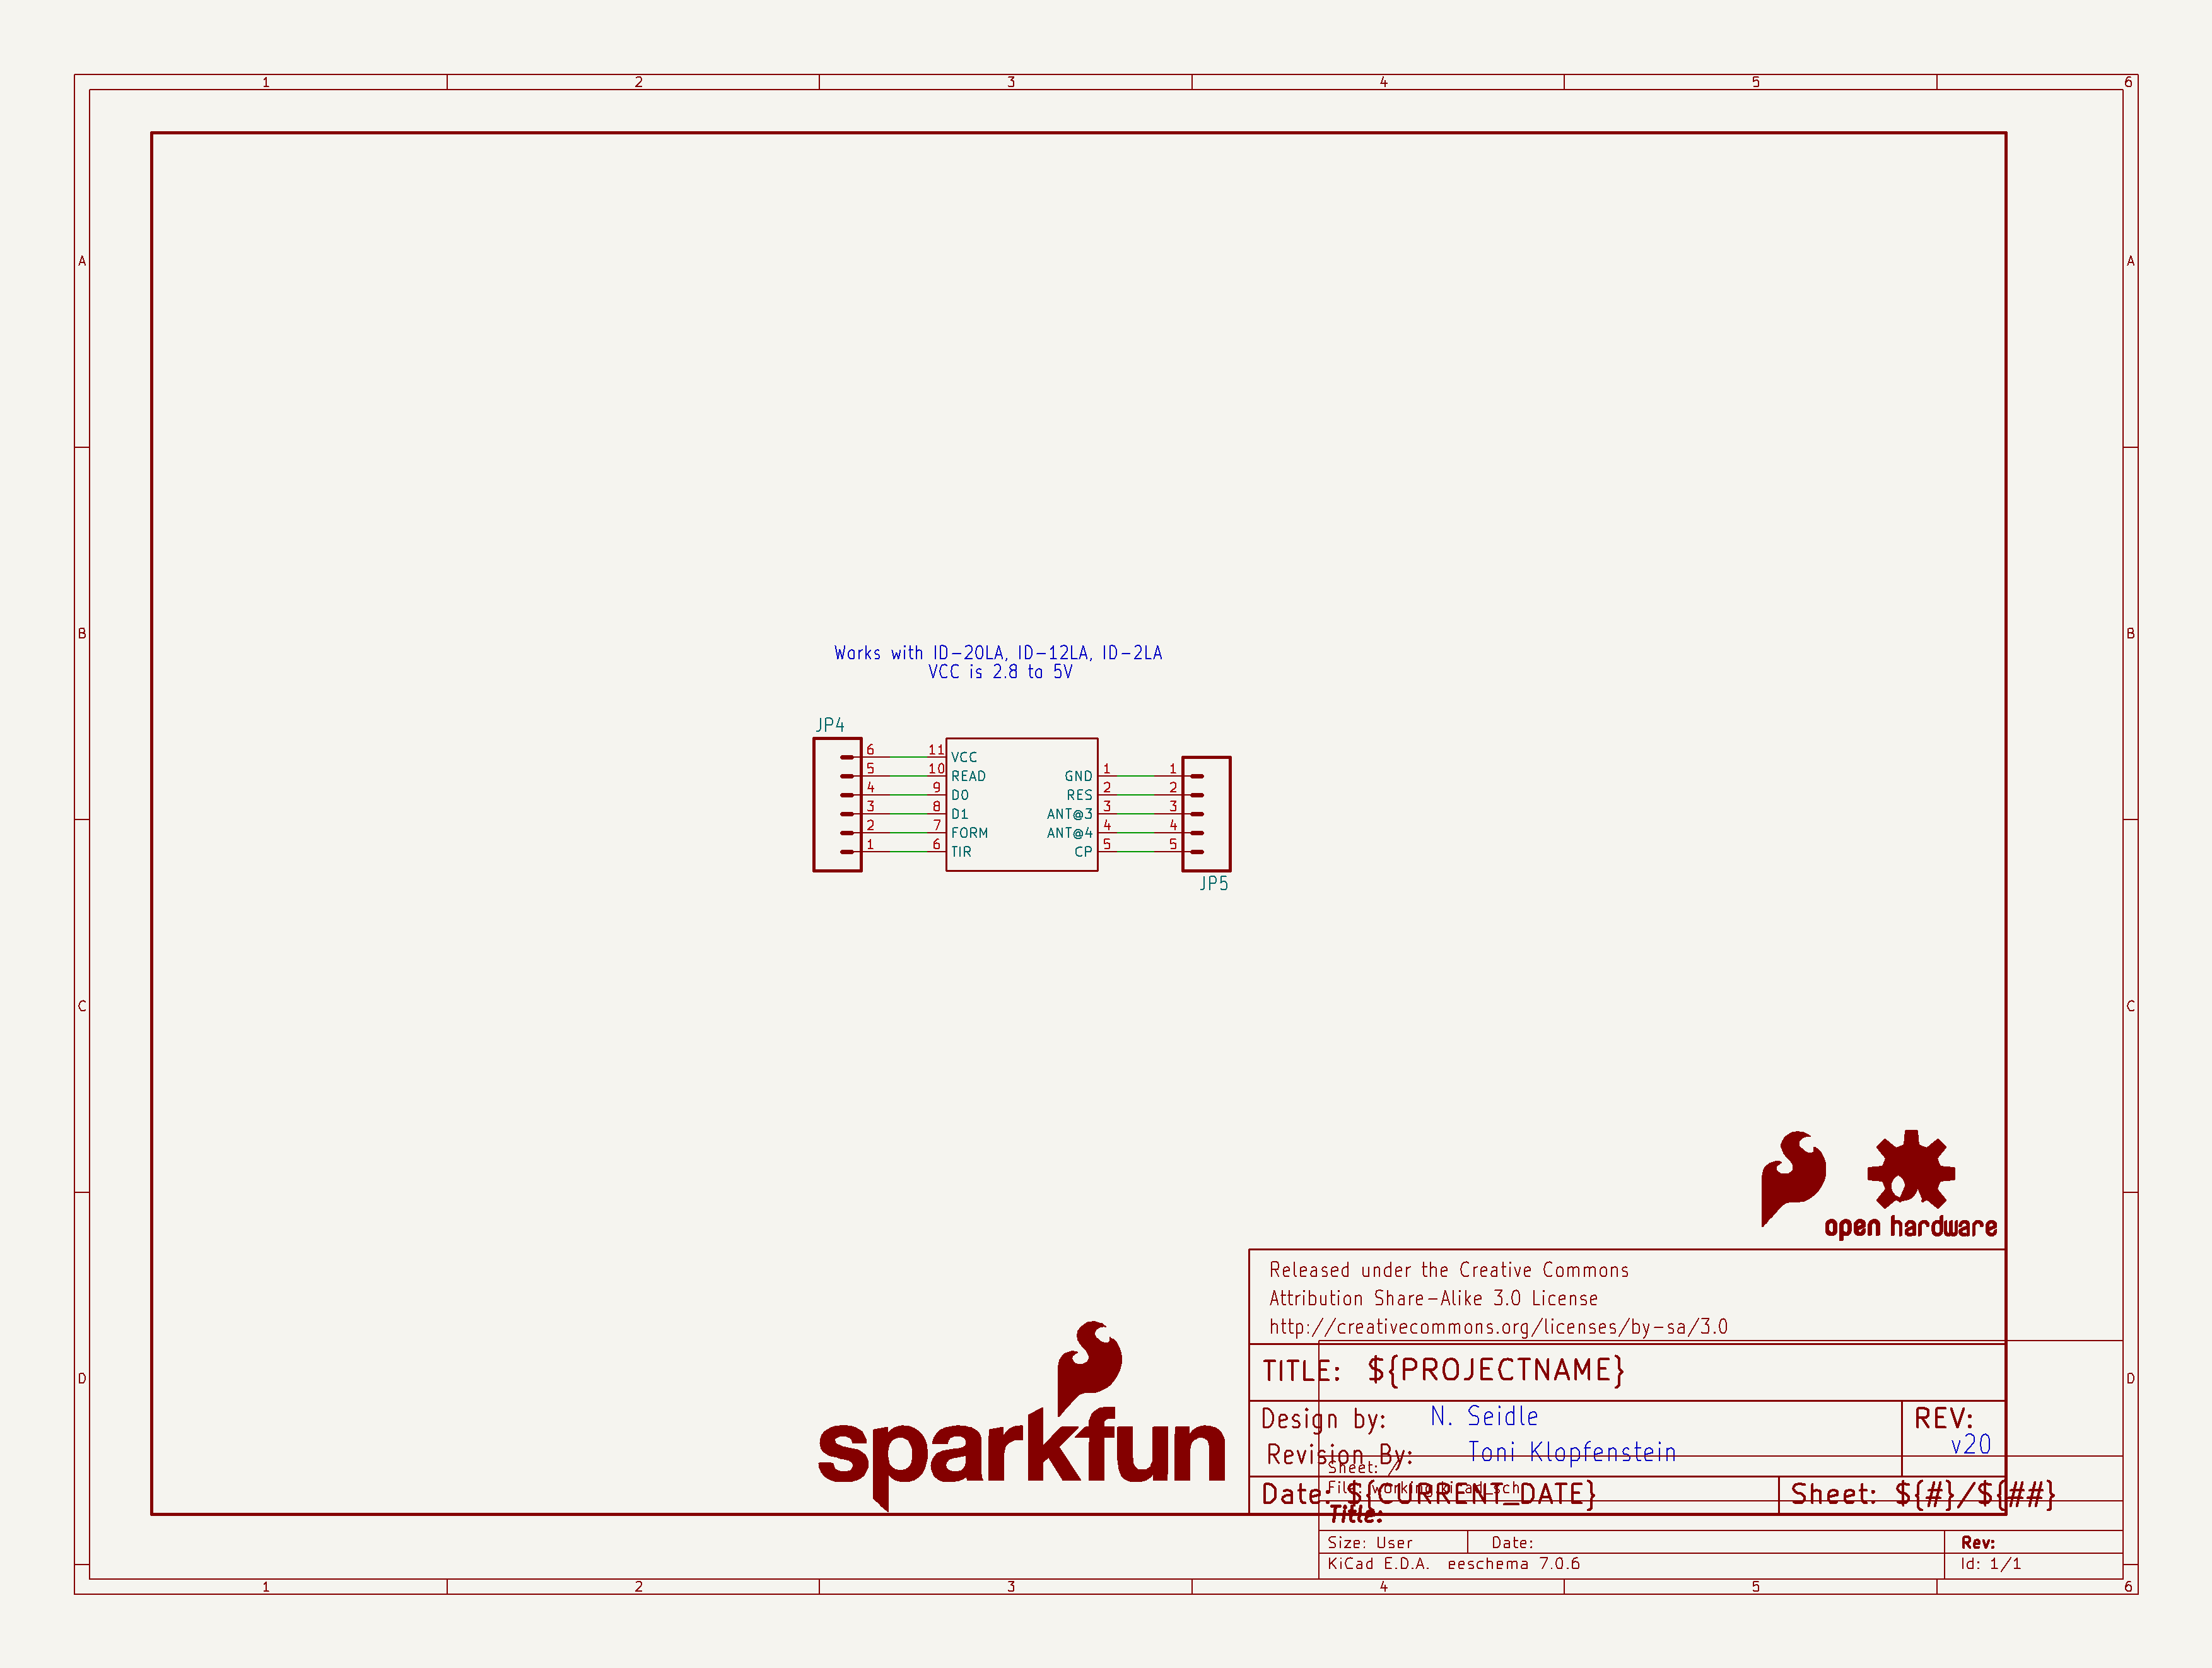 1 2 3 4 5 6
A A
B B
Works with ID-20LA, ID-12LA, ID-2LA
VCC is 2.8 to 5V
JP4
6 11 VCC
5 10 READ GND 1 1
4 9 D0 RES 2 2
3 8 D1 ANT@3 3 3
2 7 FORM ANT@4 4 4
1 6 TIR CP 5 5
JP5
C C
open hardware
Released under the Creative Commons
Attribution Share-Alike 3.0 License
http://creativecommons.org/licenses/by-sa/3.0
TITLE: ${PROJECTNAME}
D D
sparkfun
Design by: N. Seidle REV:
v20
Revision By: Toni Klopfenstein
Sheet: /
File: working.kicad_sch
Date: ${CURRENT_DATE} Sheet: ${#}/${##}
Title:
Size: User Date: Rev:
KiCad E.D.A. eeschema 7.0.6 Id: 1/1
1 2 3 4 5 6